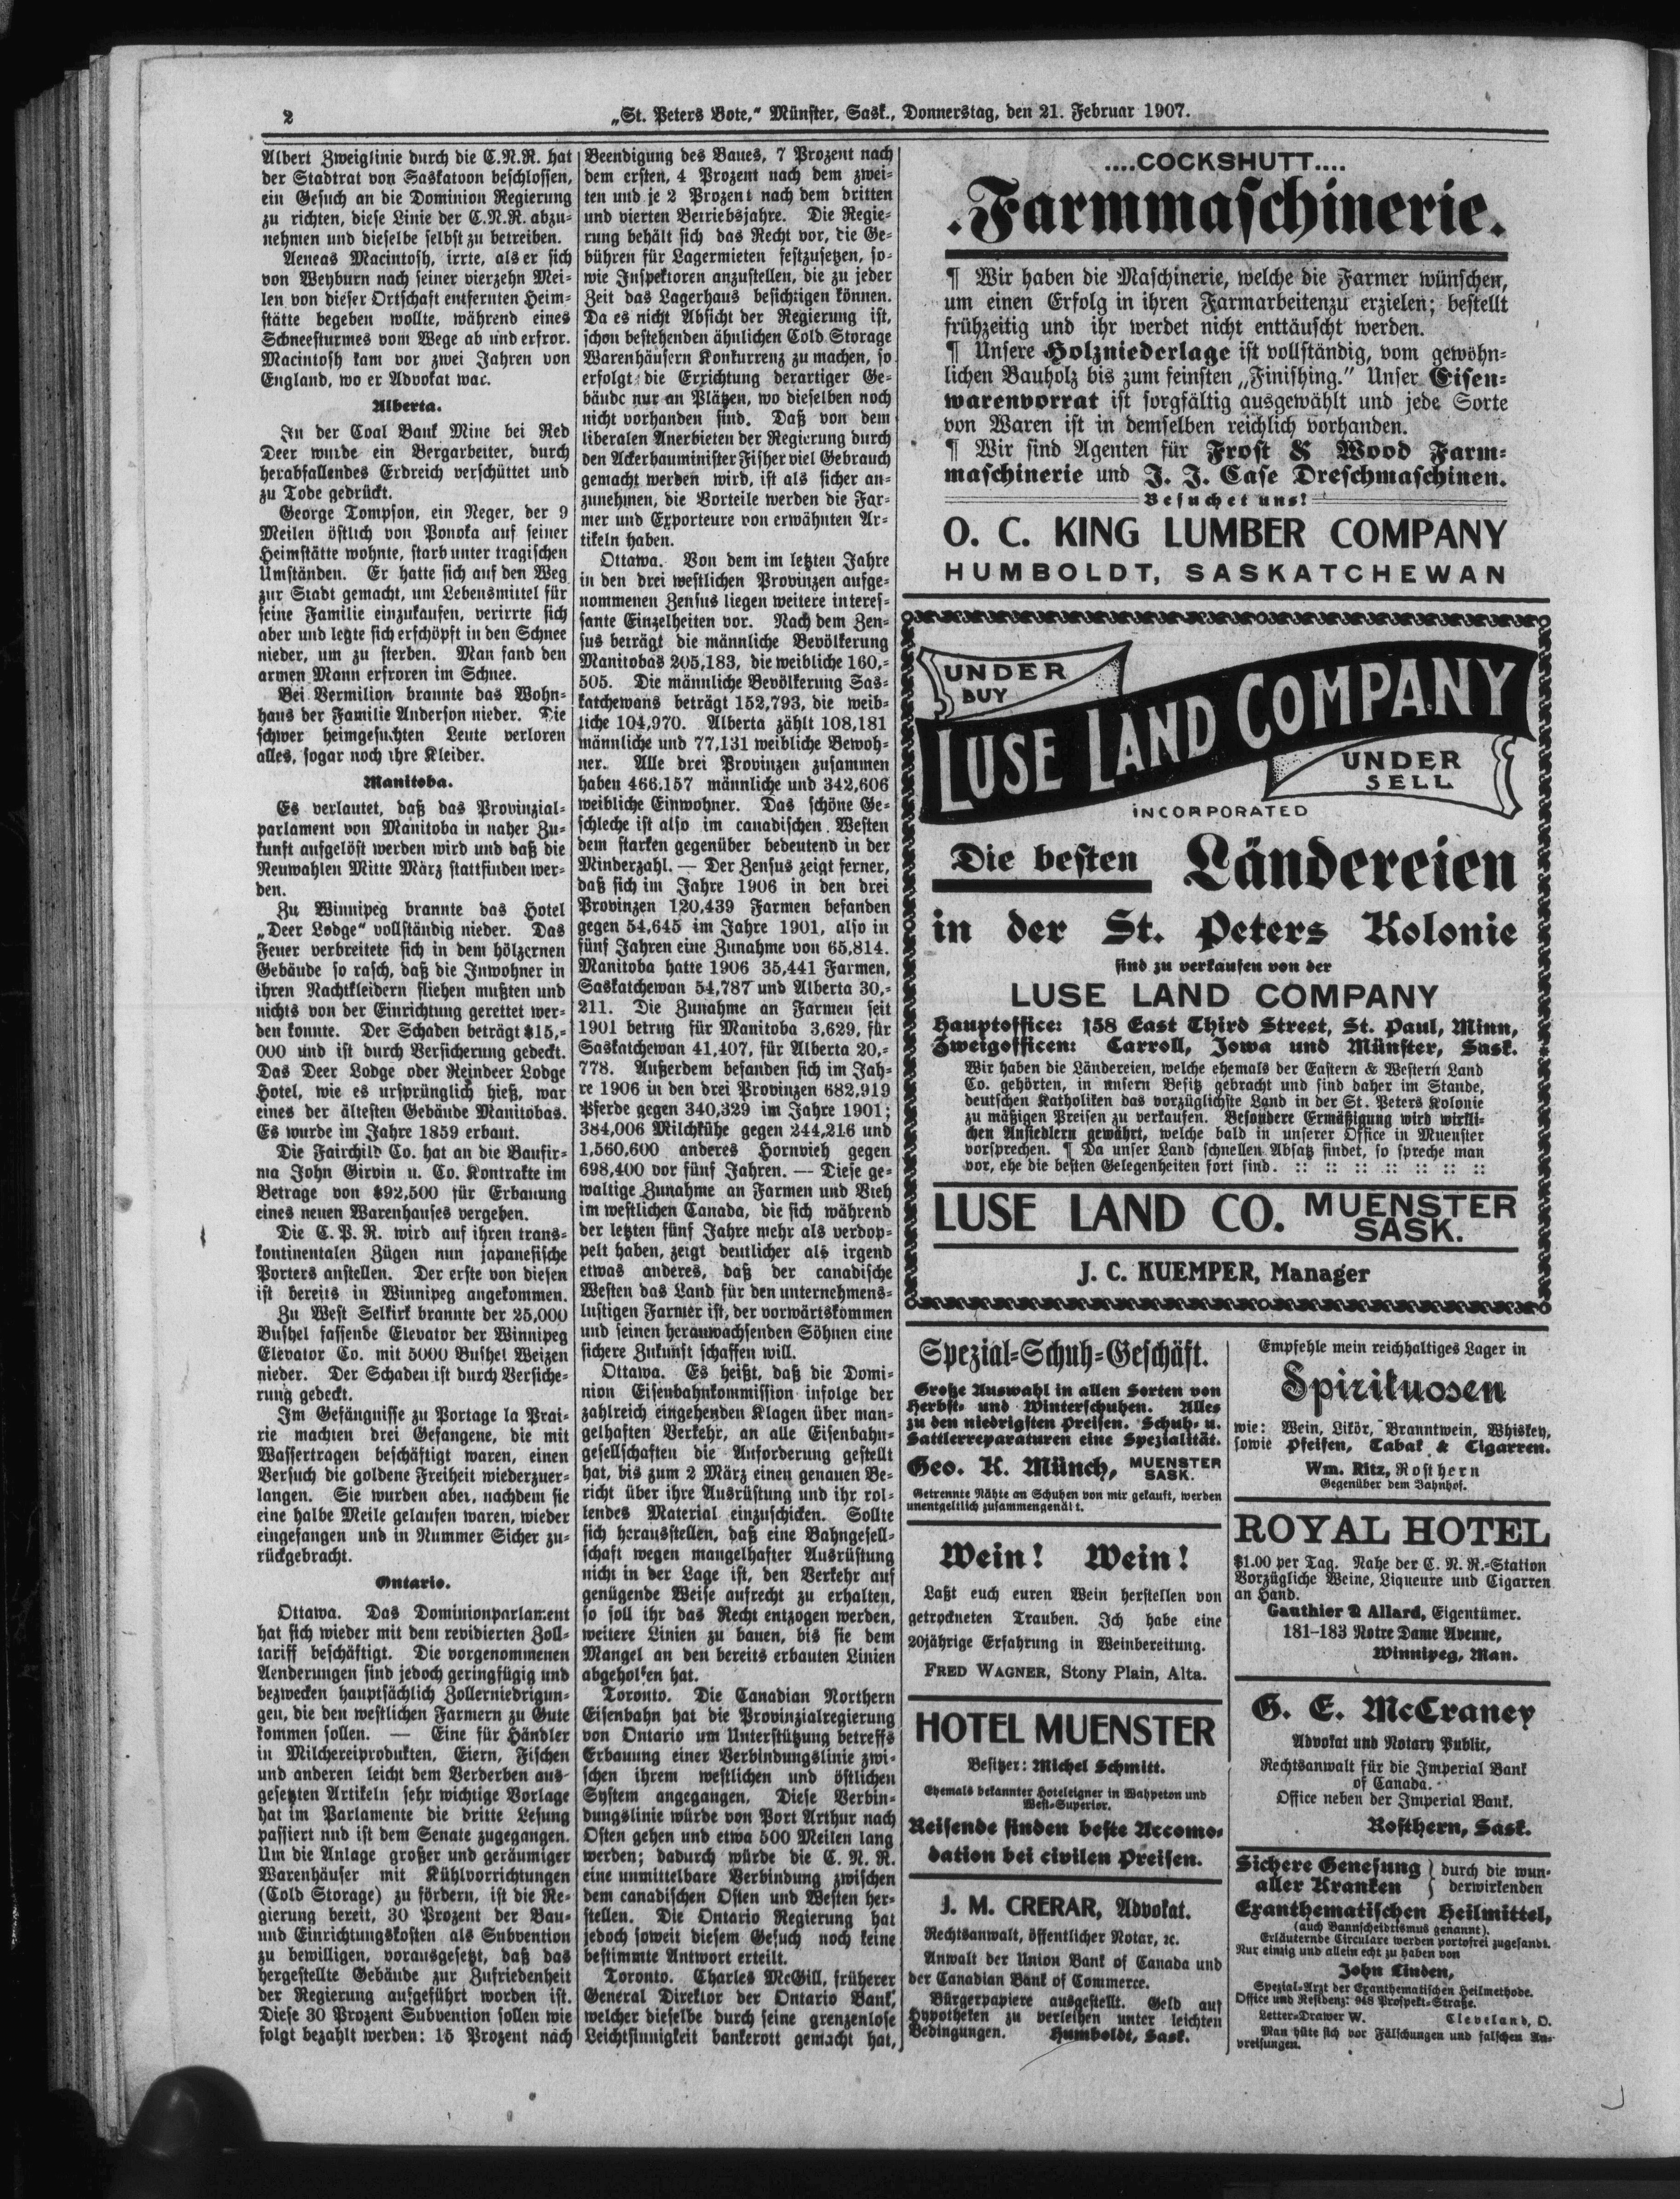 2
„St. Peters Bote,“ Münster, Sask., Donnerstag, den 21. Februar 1907.
Albert Zweiglinie durch die C.N.R. hat
der Stadtrat von Saskatoon beschlossen,
ein Gesuch an die Dominion Regierung
zu richten, diese Linie der C.N.R. abzu-
nehmen und dieselbe selbst zu betreiben.
Aeneas Macintosh, irrte, als er sich
von Weyburn nach seiner vierzehn Mei-
len von dieser Ortschaft entfernten Heim-
stätte begeben wollte, während eines
Schneesturmes vom Wege ab und erfror.
Macintosh kam vor zwei Jahren von
England, wo er Advokat war.
Alberta.
In der Coal Bank Mine bei Red
Deer wurde ein Bergarbeiter, durch
herabfallendes Erdreich verschüttet und
zu Tode gedrückt.
George Tompson, ein Neger, der 9
Meilen östlich von Ponoka auf seiner
Heimstätte wohnte, starb unter tragischen
Umständen. Er hatte sich auf den Weg
zur Stadt gemacht, um Lebensmittel für
seine Familie einzukaufen, verirrte sich
aber und legte sich erschöpft in den Schnee
nieder, um zu sterben. Man fand den
armen Mann erfroren im Schnee.
Bei Vermilion brannte das Wohn-
haus der Familie Anderson nieder. Die
schwer heimgesuchten Leute verloren
alles, sogar noch ihre Kleider.
Manitoba.
Es verlautet, daß das Provinzial-
parlament von Manitoba in naher Zu-
kunft aufgelöst werden wird und daß die
Neuwahlen Mitte März stattfinden wer-
den.
Zu Winnipeg brannte das Hotel
„Deer Lodge“ vollständig nieder. Das
Feuer verbreitete sich in dem hölzernen
Gebäude so rasch, daß die Inwohner in
ihren Nachtkleidern fliehen mußten und
nichts von der Einrichtung gerettet wer-
den konnte. Der Schaden beträgt $15,-
000 und ist durch Versicherung gedeckt.
Das Deer Lodge oder Reindeer Lodge
Hotel, wie es ursprünglich hieß, war
eines der ältesten Gebäude Manitobas.
Es wurde im Jahre 1859 erbaut.
Die Fairchild Co. hat an die Baufir-
ma John Girvin u. Co. Kontrakte im
Betrage von $92,500 für Erbauung
eines neuen Warenhauses vergeben.
Die C. P. R. wird auf ihren trans-
kontinentalen Zügen nun japanesische
Porters anstellen. Der erste von diesen
ist bereits in Winnipeg angekommen.
Zu West Selkirk brannte der 25,000
Bushel fassende Elevator der Winnipeg
Elevator Co. mit 5000 Bushel Weizen
nieder. Der Schaden ist durch Versiche-
rung gedeckt.
Im Gefängnisse zu Portage la Prai-
rie machten drei Gefangene, die mit
Wassertragen beschäftigt waren, einen
Versuch die goldene Freiheit wiederzuer-
langen. Sie wurden aber, nachdem sie
eine halbe Meile gelaufen waren, wieder
eingefangen und in Nummer Sicher zu-
rückgebracht.
Ontario.
Ottawa. Das Dominionparlament
hat sich wieder mit dem revidierten Zoll-
tariff beschäftigt. Die vorgenommenen
Aenderungen sind jedoch geringfügig und
bezwecken hauptsächlich Zollerniedrigun-
gen, die den westlichen Farmern zu Gute
kommen sollen. — Eine für Händler
in Milchereiprodukten, Eiern, Fischen
und anderen leicht dem Verderben aus-
gesetzten Artikeln sehr wichtige Vorlage
hat im Parlamente die dritte Lesung
passiert nnd ist dem Senate zugegangen.
Um die Anlage großer und geräumiger
Warenhäuser mit Kühlvorrichtungen
(Cold Storage) zu fördern, ist die Re-
gierung bereit, 30 Prozent der Bau-
und Einrichtungskosten als Subvention
zu bewilligen, vorausgesetzt, daß das
hergestellte Gebäude zur Zufriedenheit
der Regierung aufgeführt worden ist.
Diese 30 Prozent Subvention sollen wie
folgt bezahlt werden: 15 Prozent nach
Beendigung des Baues, 7 Prozent nach
dem ersten, 4 Prozent nach dem zwei-
ten und je 2 Prozent nach dem dritten
und vierten Betriebsjahre. Die Regie-
rung behält sich das Recht vor, die Ge-
bühren für Lagermieten festzusetzen, so-
wie Inspektoren anzustellen, die zu jeder
Zeit das Lagerhaus besichtigen können.
Da es nicht Absicht der Regierung ist,
schon bestehenden ähnlichen Cold Storage
Warenhäusern Konkurrenz zu machen, so
erfolgt die Errichtung derartiger Ge-
bäude nur an Plätzen, wo dieselben noch
nicht vorhanden sind. Daß von dem
liberalen Anerbieten der Regierung durch
den Ackerbauminister Fisher viel Gebrauch
gemacht werden wird, ist als sicher an-
zunehmen, die Vorteile werden die Far-
mer und Exporteure von erwähnten Ar-
tikeln haben.
Ottawa. Von dem im letzten Jahre
in den drei westlichen Provinzen aufge-
nommenen Zensus liegen weitere interes-
sante Einzelheiten vor. Nach dem Zen-
sus beträgt die männliche Bevölkerung
Manitobas 205,183, die weibliche 160,-
505. Die männliche Bevölkerung Sas-
katchewans beträgt 152,793, die weib-
liche 104,970. Alberta zählt 108,181
männliche und 77,131 weibliche Bewoh-
ner. Alle drei Provinzen zusammen
haben 466,157 männliche und 342,606
weibliche Einwohner. Das schöne Ge-
schlecht ist also im canadischen Westen
dem starken gegenüber bedeutend in der
Minderzahl. — Der Zensus zeigt ferner,
daß sich im Jahre 1906 in den drei
Provinzen 120,439 Farmen befanden
gegen 54,645 im Jahre 1901, also in
fünf Jahren eine Zunahme von 65,814.
Manitoba hatte 1906 35,441 Farmen,
Saskatchewan 54,787 und Alberta 30,-
211. Die Zunahme an Farmen seit
1901 betrug für Manitoba 3,629, für
Saskatchewan 41,407, für Alberta 20,-
778. Außerdem befanden sich im Jah-
re 1906 in den drei Provinzen 682,919
Pferde gegen 340,329 im Jahre 1901;
384,006 Milchkühe gegen 244,216 und
1,560,600 anderes Hornvieh gegen
698,400 vor fünf Jahren. — Diese ge-
waltige Zunahme an Farmen und Vieh
im westlichen Canada, die sich während
der letzten fünf Jahre mehr als verdop-
pelt haben, zeigt deutlicher als irgend
etwas anderes, daß der canadische
Westen das Land für den unternehmens-
lustigen Farmer ist, der vorwärtskommen
und seinen heranwachsenden Söhnen eine
sichere Zukunft schaffen will.
Ottawa. Es heißt, daß die Domi-
nion Eisenbahnkommission infolge der
zahlreich eingehenden Klagen über man-
gelhaften Verkehr, an alle Eisenbahn-
gesellschaften die Anforderung gestellt
hat, bis zum 2 März einen genauen Be-
richt über ihre Ausrüstung und ihr rol-
lendes Material einzuschicken. Sollte
sich herausstellen, daß eine Bahngesell-
schaft wegen mangelhafter Ausrüstung
nicht in der Lage ist, den Verkehr auf
genügende Weise aufrecht zu erhalten,
so soll ihr das Recht entzogen werden,
weitere Linien zu bauen, bis sie dem
Mangel an den bereits erbauten Linien
abgeholfen hat.
Toronto. Die Canadian Northern
Eisenbahn hat die Provinzialregierung
von Ontario um Unterstützung betreffs
Erbauung einer Verbindungslinie zwi-
schen ihrem westlichen und östlichen
System angegangen. Diese Verbin-
dungslinie würde von Port Arthur nach
Osten gehen und etwa 500 Meilen lang
werden; dadurch würde die C. N. R.
eine unmittelbare Verbindung zwischen
dem canadischen Osten und Westen her-
stellen. Die Ontario Regierung hat
jedoch soweit diesem Gesuch noch keine
bestimmte Antwort erteilt.
Toronto. Charles McGill, früherer
General Direktor der Ontario Bank,
welcher dieselbe durch seine grenzenlose
Leichtsinnigkeit bankerott gemacht hat,
....COCKSHUTT....
.Farmmaschinerie.
¶ Wir haben die Maschinerie, welche die Farmer wünschen,
um einen Erfolg in ihren Farmarbeitenzu erzielen; bestellt
frühzeitig und ihr werdet nicht enttäuscht werden.
¶ Unsere Holzniederlage ist vollständig, vom gewöhn-
lichen Bauholz bis zum feinsten „Finishing.“ Unser Eisen-
warenvorrat ist sorgfältig ausgewählt und jede Sorte
von Waren ist in demselben reichlich vorhanden.
¶ Wir sind Agenten für Frost & Wood Farm-
maschinerie und J. J. Case Dreschmaschinen.
Besuchet uns!
O. C. KING LUMBER COMPANY
HUMBOLDT, SASKATCHEWAN
UNDER
BUY
LUSE LAND COMPANY
UNDER
SELL
INCORPORATED
Die besten Ländereien
in der St. Peters Kolonie
sind zu verkaufen von der
LUSE LAND COMPANY
Hauptoffice: 158 East Third Street, St. Paul, Minn,
Zweigofficen: Carroll, Iowa und Münster, Sask.
Wir haben die Ländereien, welche ehemals der Eastern & Western Land
Co. gehörten, in unsern Besitz gebracht und sind daher im Stande,
deutschen Katholiken das vorzüglichste Land in der St. Peters Kolonie
zu mäßigen Preisen zu verkaufen. Besondere Ermäßigung wird wirkli-
chen Ansiedlern gewährt, welche bald in unserer Office in Muenster
vorsprechen. ¶ Da unser Land schnellen Absatz findet, so spreche man
vor, ehe die besten Gelegenheiten fort sind. :: :: :: :: :: :: ::
LUSE LAND CO. MUENSTER
SASK.
J. C. KUEMPER, Manager
Spezial-Schuh-Geschäft.
Große Auswahl in allen Sorten von
Herbst- und Winterschuhen. Alles
zu den niedrigsten Preisen. Schuh- u.
Sattlerreparaturen eine Spezialität.
Geo. K. Münch, MUENSTER
SASK.
Getrennte Nähte an Schuhen von mir gekauft, werden
unentgeltlich zusammengenäht.
Wein! Wein!
Laßt euch euren Wein herstellen von
getrockneten Trauben. Ich habe eine
20jährige Erfahrung in Weinbereitung.
FRED WAGNER, Stony Plain, Alta.
HOTEL MUENSTER
Besitzer: Michel Schmitt.
Ehemals bekannter Hoteleigner in Wahpeton und
West-Superior.
Reisende finden beste Accomo-
dation bei civilen Preisen.
J. M. CRERAR, Advokat.
Rechtsanwalt, öffentlicher Notar, ꝛc.
Anwalt der Union Bank of Canada und
der Canadian Bank of Commerce.
Bürgerpapiere ausgestellt. Geld auf
Hypotheken zu verleihen unter leichten
Bedingungen. Humboldt, Sask.
Empfehle mein reichhaltiges Lager in
Spirituosen
wie: Wein, Likör, Branntwein, Whiskey,
sowie Pfeifen, Tabak & Cigarren.
Wm. Ritz, Rosthern
Gegenüber dem Bahnhof.
ROYAL HOTEL
$1.00 per Tag. Nahe der C. N. R.-Station
Vorzügliche Weine, Liqueure und Cigarren
an Hand.
Gauthier & Allard, Eigentümer.
181–183 Notre Dame Avenue,
Winnipeg, Man.
G. E. McCraney
Advokat und Notary Public,
Rechtsanwalt für die Imperial Bank
of Canada.
Office neben der Imperial Bank.
Rosthern, Sask.
Sichere Genesung } durch die wun-
aller Kranken } derwirkenden
Exanthematischen Heilmittel,
(auch Baunscheidtismus genannt).
Erläuternde Circulare werden portofrei zugesandt.
Nur einzig und allein echt zu haben von
John Linden,
Spezial-Arzt der Exanthematischen Heilmethode.
Office und Residenz: 948 Prospekt-Straße.
Letter-Drawer W. Cleveland, O.
Man hüte sich vor Fälschungen und falschen An-
preisungen.